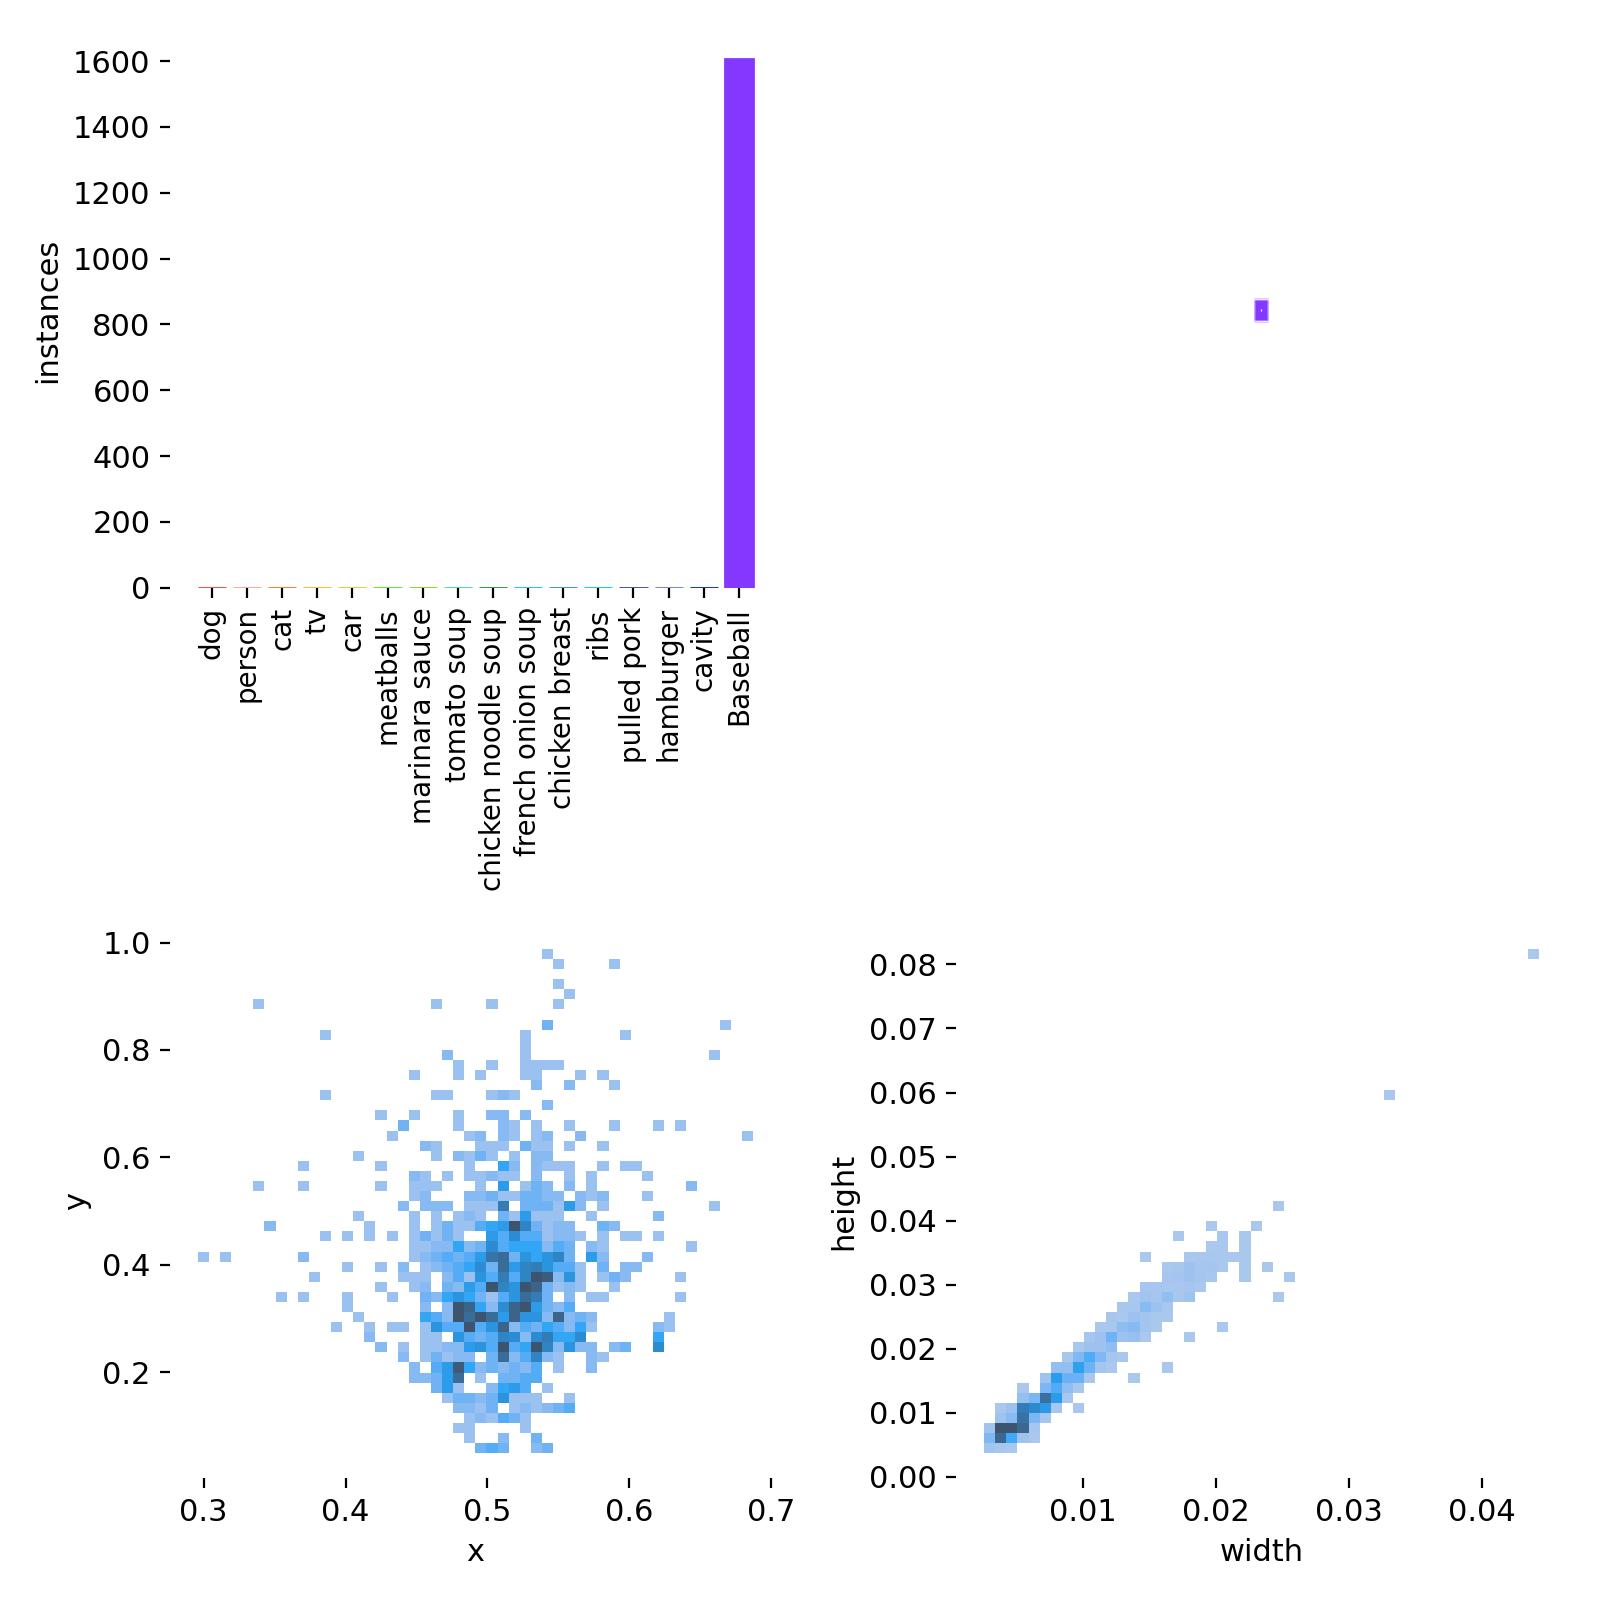 1600
1400
1200
1000
800
600
400
200
0
instances
dog
person
cat
tv
car
meatballs
marinara sauce
tomato soup
chicken noodle soup
french onion soup
chicken breast
ribs
pulled pork
hamburger
cavity
Baseball
1.0
0.8
0.6
0.4
0.2
y
0.3 0.4 0.5 0.6 0.7
x
0.08
0.07
0.06
0.05
0.04
0.03
0.02
0.01
0.00
height
0.01 0.02 0.03 0.04
width